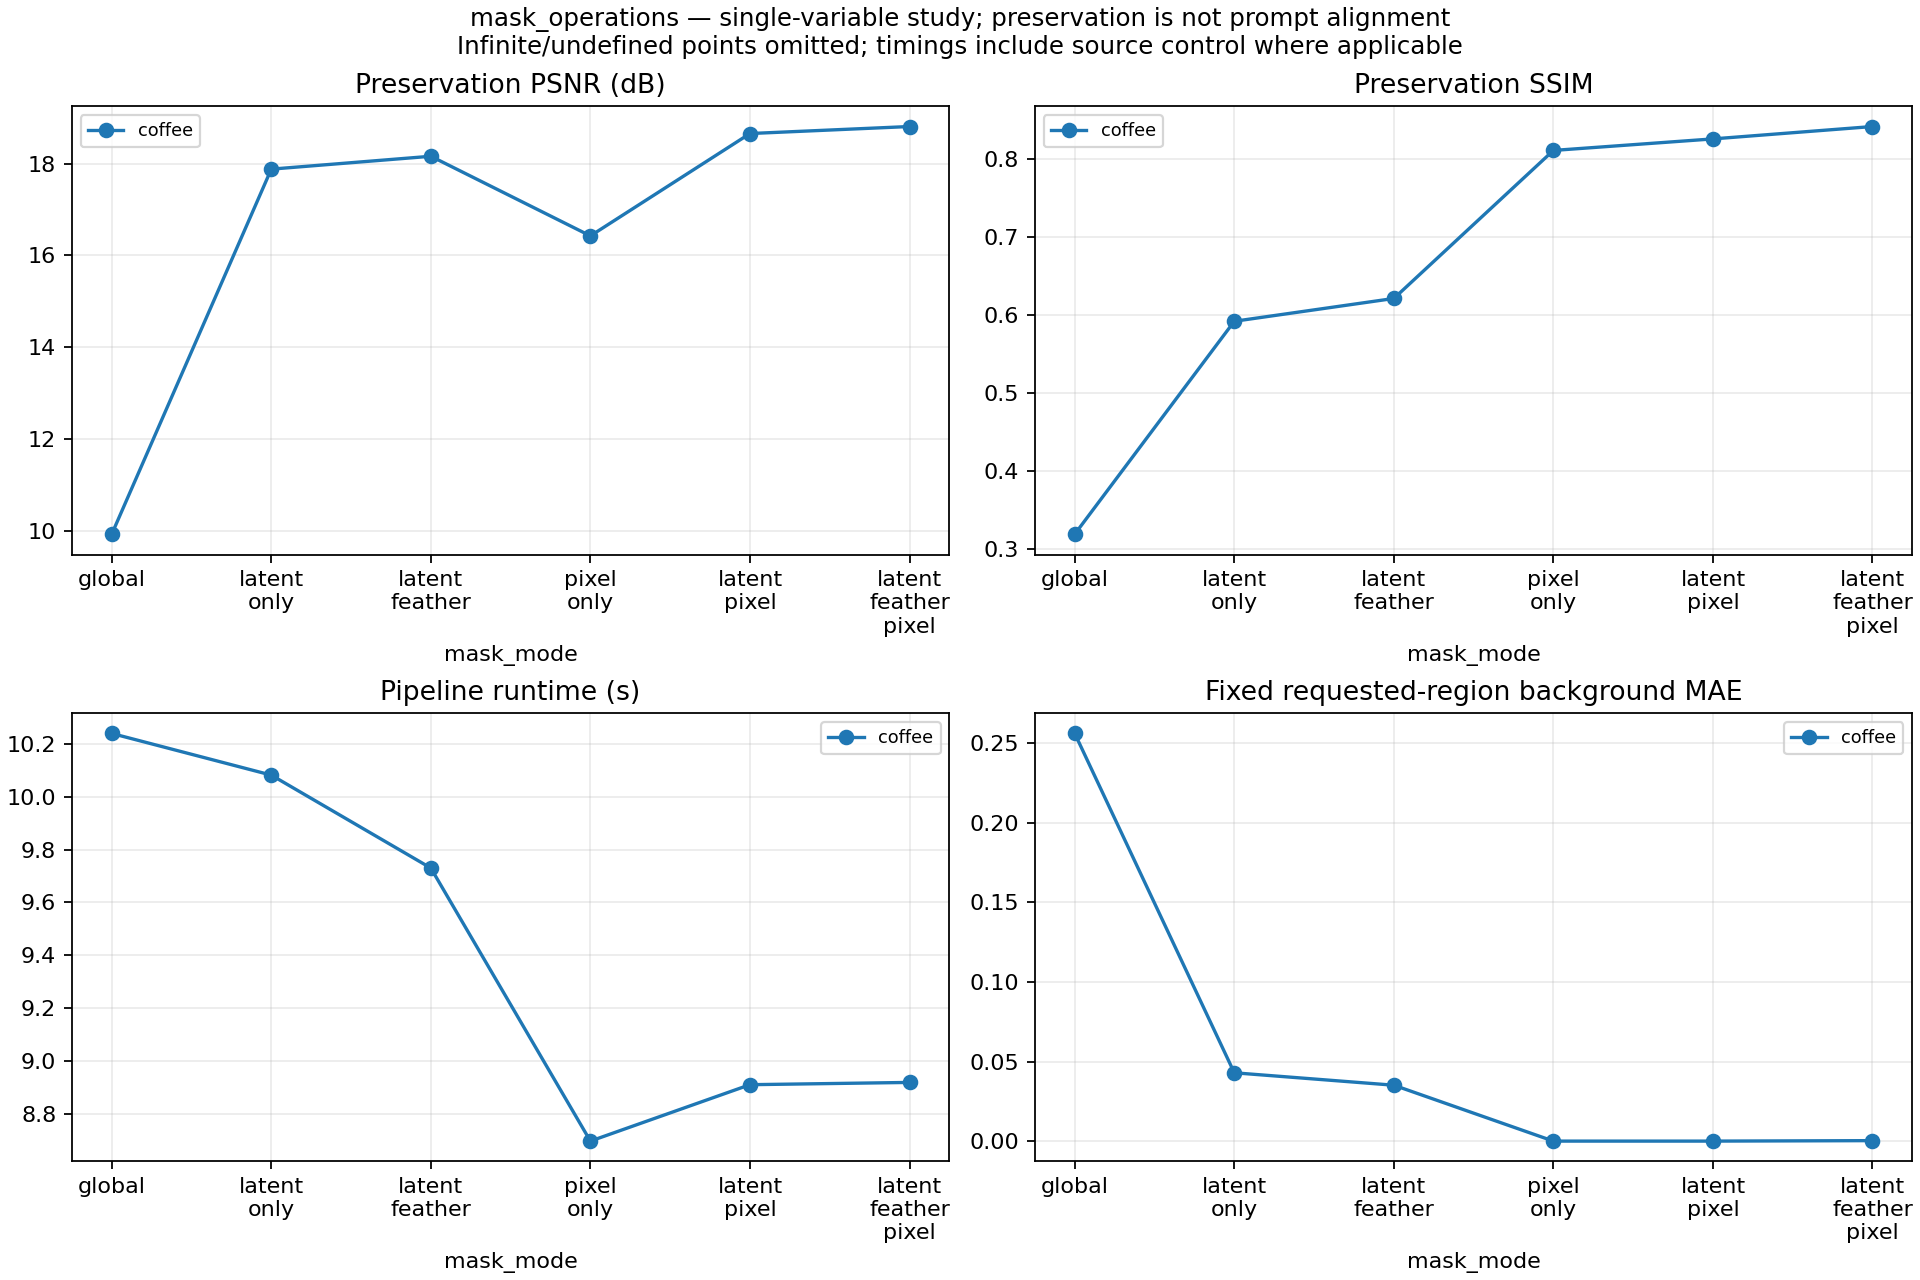 mask_operations — single-variable study; preservation is not prompt alignment
Infinite/undefined points omitted; timings include source control where applicable
Preservation PSNR (dB)
coffee
18
16
14
12
10
global
latent
only
latent
feather
pixel
only
latent
pixel
latent
feather
pixel
mask_mode
Preservation SSIM
coffee
0.8
0.7
0.6
0.5
0.4
0.3
global
latent
only
latent
feather
pixel
only
latent
pixel
latent
feather
pixel
mask_mode
Pipeline runtime (s)
coffee
10.2
10.0
9.8
9.6
9.4
9.2
9.0
8.8
global
latent
only
latent
feather
pixel
only
latent
pixel
latent
feather
pixel
mask_mode
Fixed requested-region background MAE
coffee
0.25
0.20
0.15
0.10
0.05
0.00
global
latent
only
latent
feather
pixel
only
latent
pixel
latent
feather
pixel
mask_mode